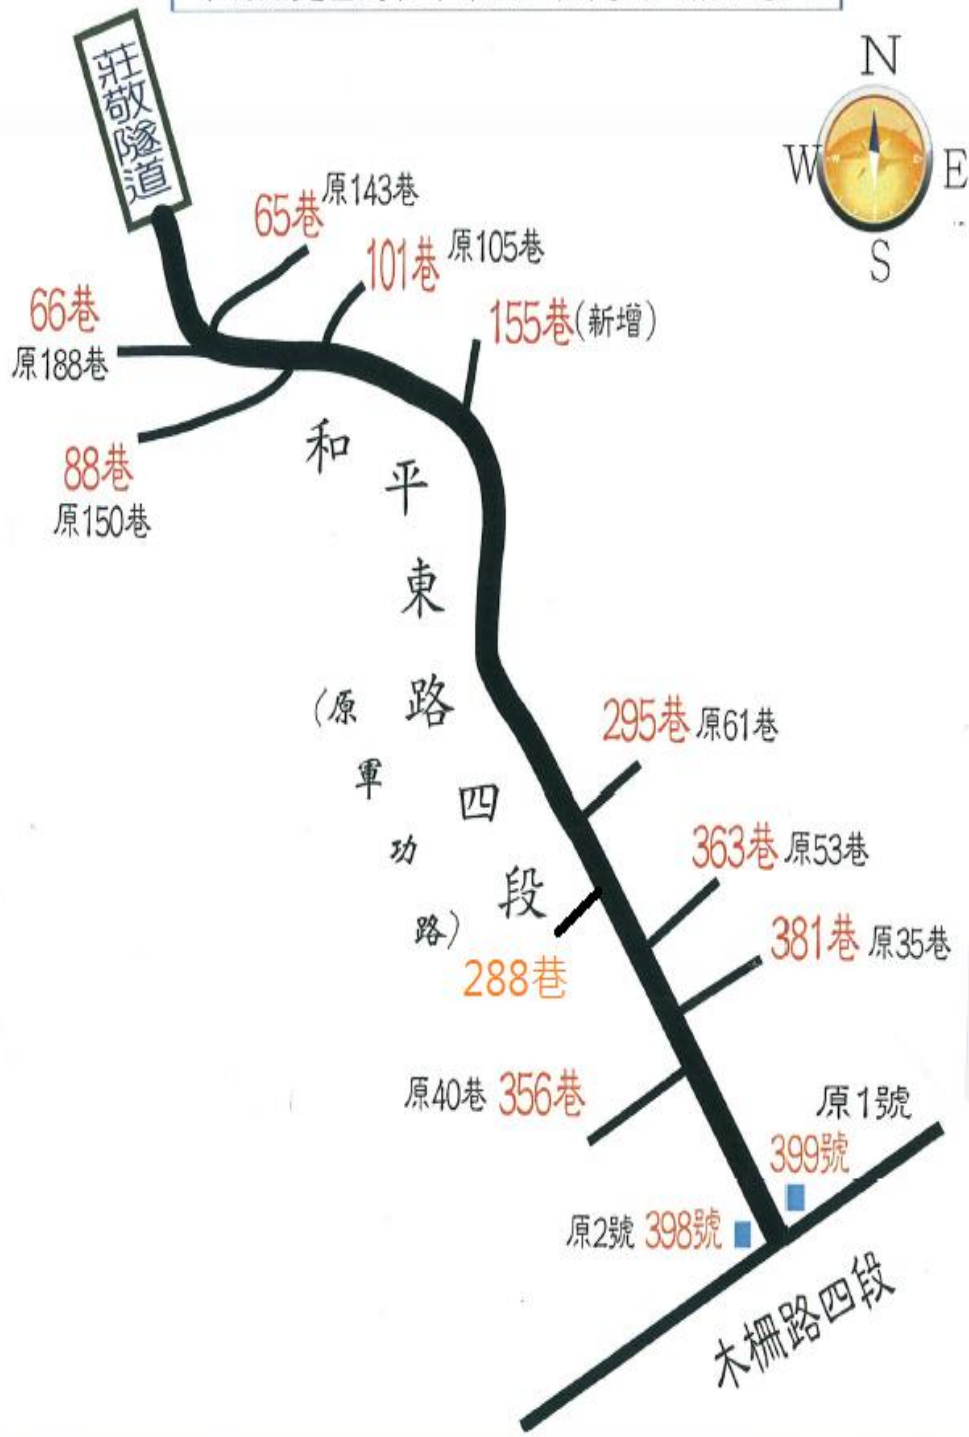 莊敬隧道
N
W
E
S
65巷 原143巷
101巷 原105巷
155巷(新增)
66巷
原188巷
88巷
原150巷
和平東路四段
(原軍功路)
295巷 原61巷
363巷 原53巷
381巷 原35巷
288巷
原40巷 356巷
原1號
399號
原2號 398號
木柵路四段